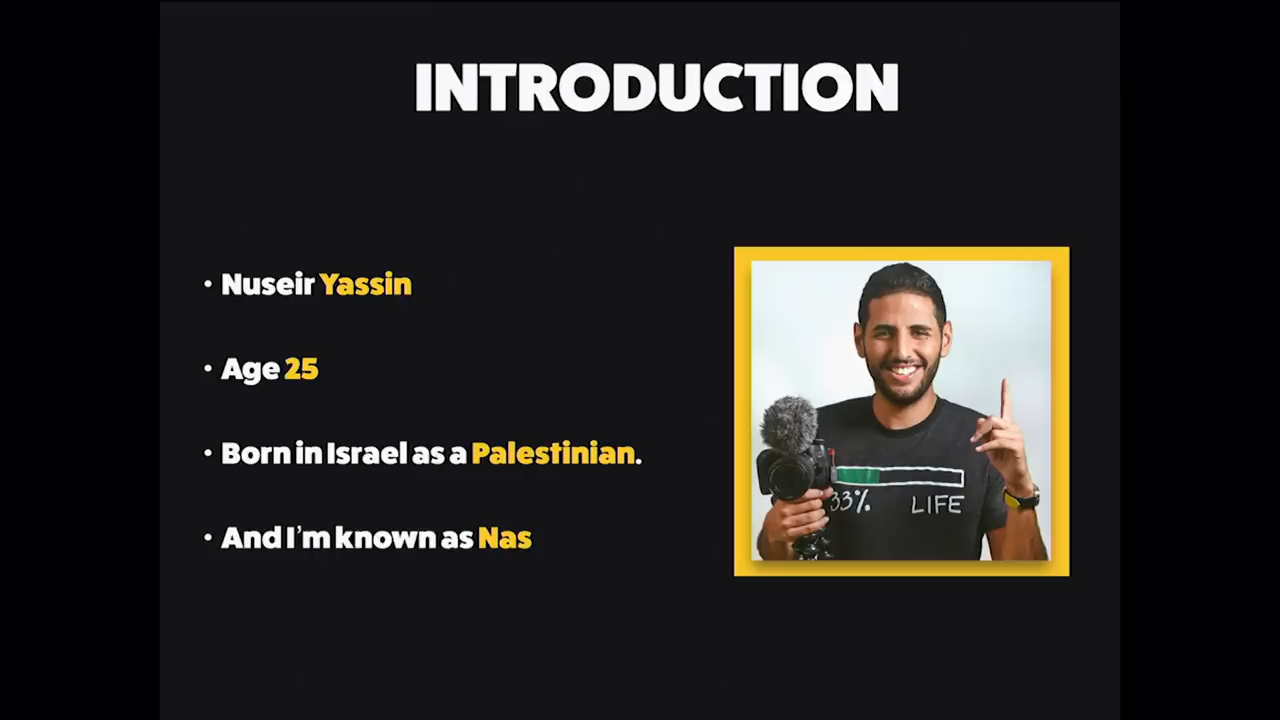 INTRODUCTION
• Nuseir Yassin
• Age 25
• Born in Israel as a Palestinian.
• And I'm known as Nas
33% LIFE